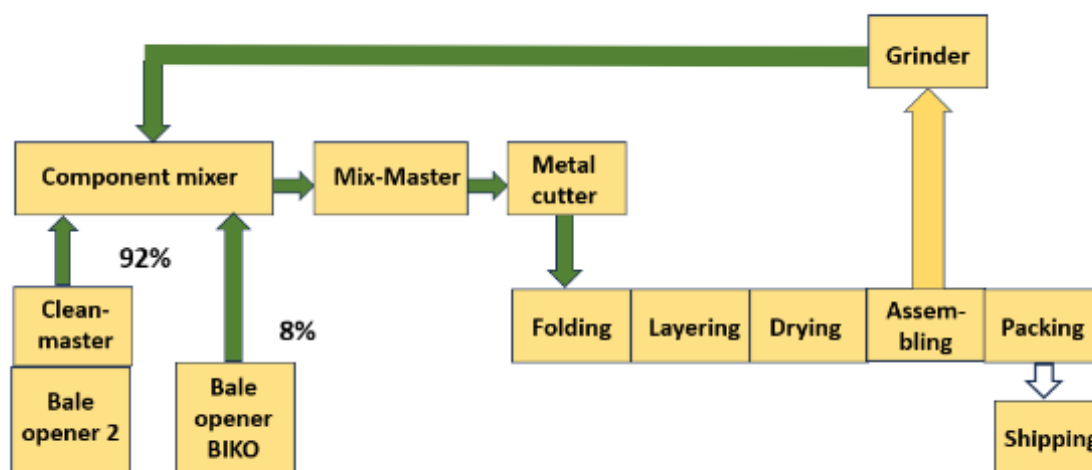 Grinder
Component mixer
Mix-Master
Metal
cutter
92%
Clean-
master
8%
Folding
Layering
Drying
Assem-
bling
Packing
Bale
opener 2
Bale
opener
BIKO
Shipping